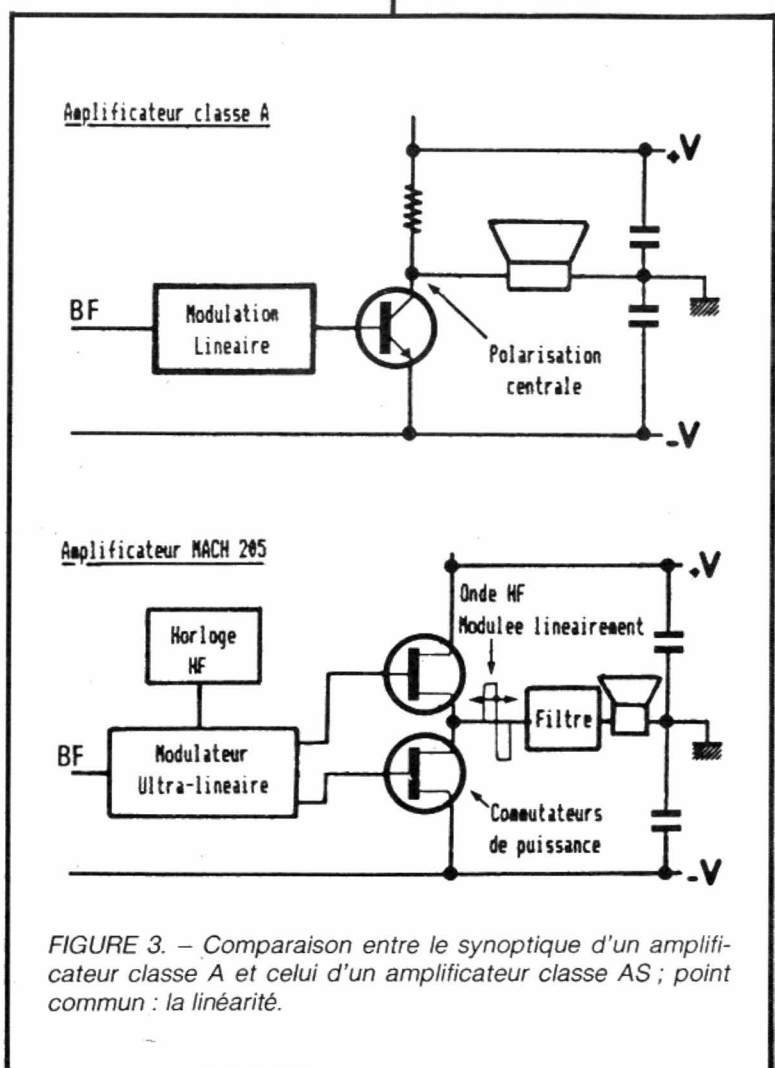 Amplificateur classe A
+V
BF
Modulation
Lineaire
Polarisation
centrale
-V
Amplificateur MACH 205
+V
Onde HF
Modulee lineairement
Horloge
HF
Filtre
BF
Modulateur
Ultra-lineaire
Commutateurs
de puissance
-V
FIGURE 3. – Comparaison entre le synoptique d'un amplifi-
cateur classe A et celui d'un amplificateur classe AS ; point
commun : la linéarité.